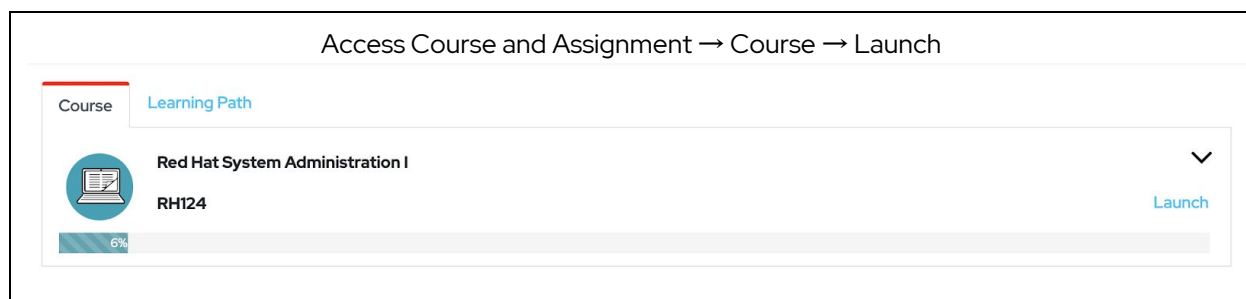 Access Course and Assignment → Course → Launch
Course
Learning Path
Red Hat System Administration I
RH124
Launch
6%